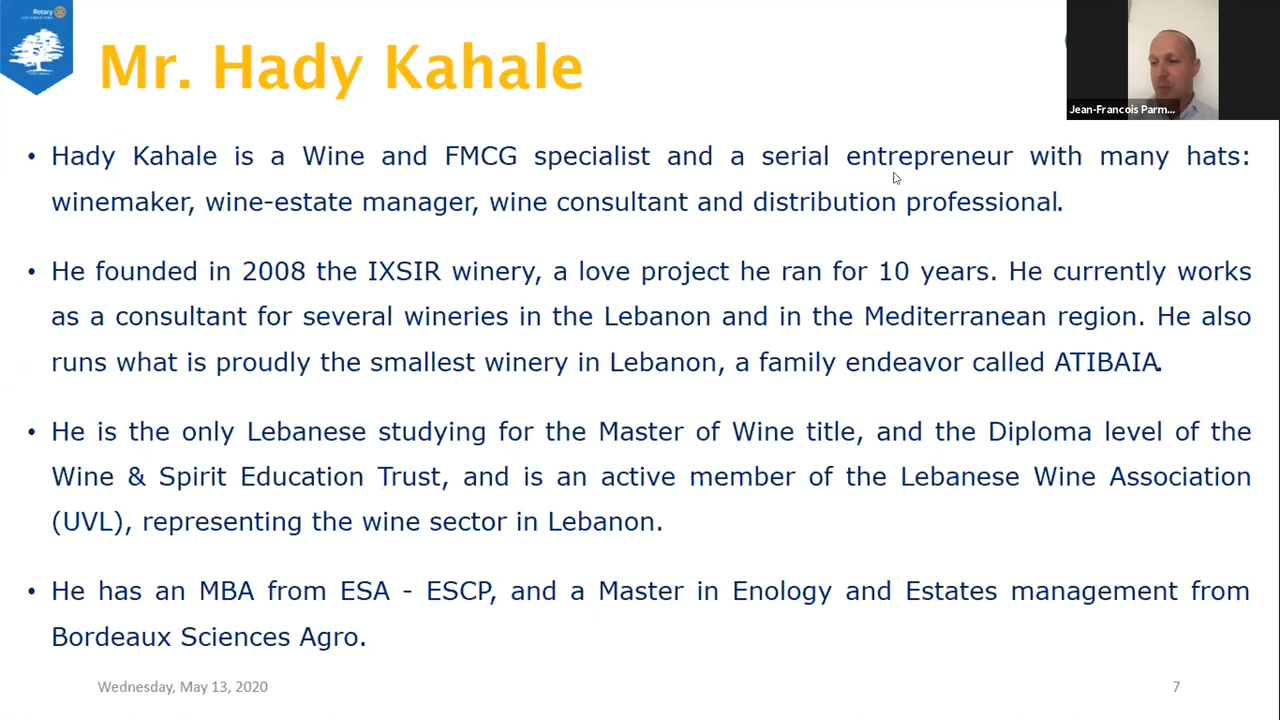 Rotary
Mr. Hady Kahale
Jean-Francois Parm...
• Hady Kahale is a Wine and FMCG specialist and a serial entrepreneur with many hats:
winemaker, wine-estate manager, wine consultant and distribution professional.
• He founded in 2008 the IXSIR winery, a love project he ran for 10 years. He currently works
as a consultant for several wineries in the Lebanon and in the Mediterranean region. He also
runs what is proudly the smallest winery in Lebanon, a family endeavor called ATIBAIA.
• He is the only Lebanese studying for the Master of Wine title, and the Diploma level of the
Wine & Spirit Education Trust, and is an active member of the Lebanese Wine Association
(UVL), representing the wine sector in Lebanon.
• He has an MBA from ESA - ESCP, and a Master in Enology and Estates management from
Bordeaux Sciences Agro.
Wednesday, May 13, 2020
7